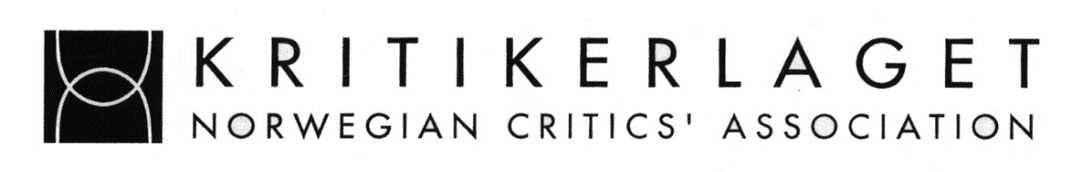 KRITIKERLAGET
NORWEGIAN CRITICS' ASSOCIATION